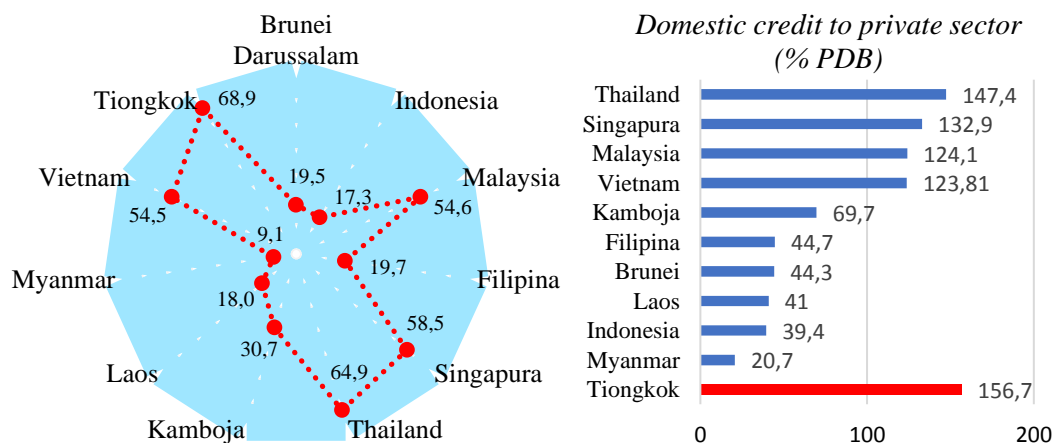 Brunei
Darussalam
Indonesia
Malaysia
Filipina
Singapura
Thailand
Kamboja
Laos
Myanmar
Vietnam
Tiongkok
19,5
17,3
54,6
19,7
58,5
64,9
30,7
18,0
9,1
54,5
68,9
Domestic credit to private sector
(% PDB)
Thailand 147,4
Singapura 132,9
Malaysia 124,1
Vietnam 123,81
Kamboja 69,7
Filipina 44,7
Brunei 44,3
Laos 41
Indonesia 39,4
Myanmar 20,7
Tiongkok 156,7
0 100 200